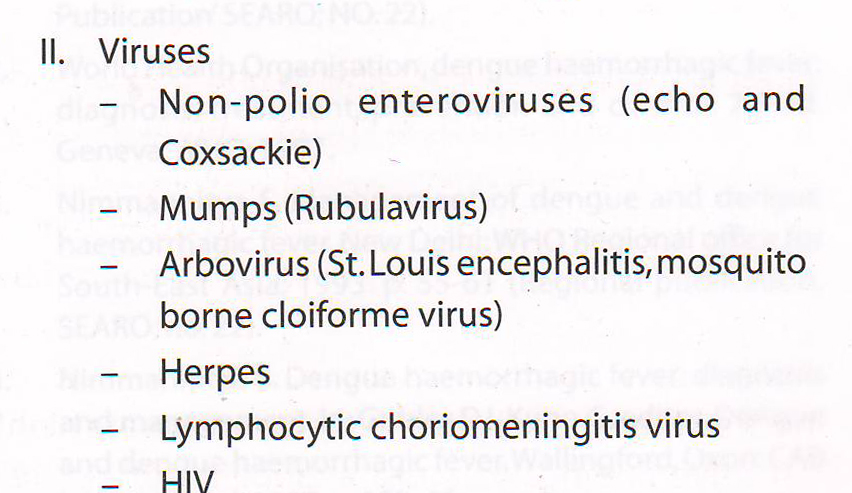 II. Viruses
– Non-polio enteroviruses (echo and
Coxsackie)
– Mumps (Rubulavirus)
– Arbovirus (St. Louis encephalitis, mosquito
borne cloiforme virus)
– Herpes
– Lymphocytic choriomeningitis virus
– HIV